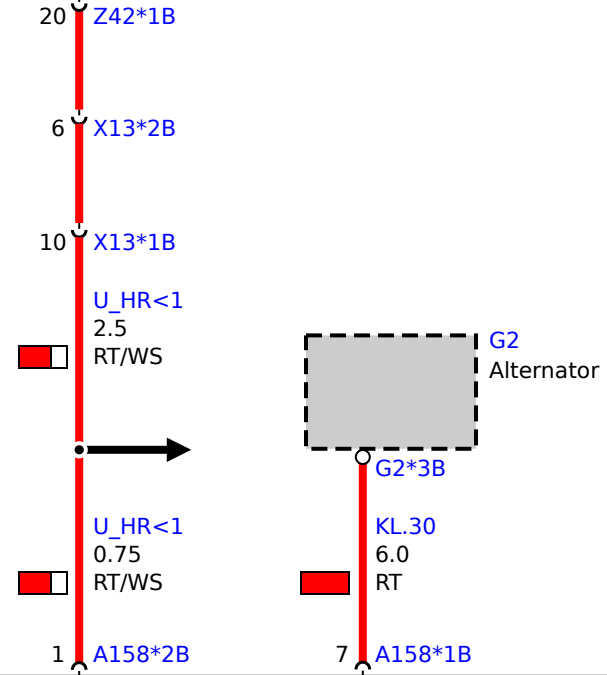 20 Z42*1B
6 X13*2B
10 X13*1B
U_HR<1
2.5
RT/WS
G2
Alternator
G2*3B
U_HR<1
0.75
RT/WS
KL.30
6.0
RT
1 A158*2B
7 A158*1B